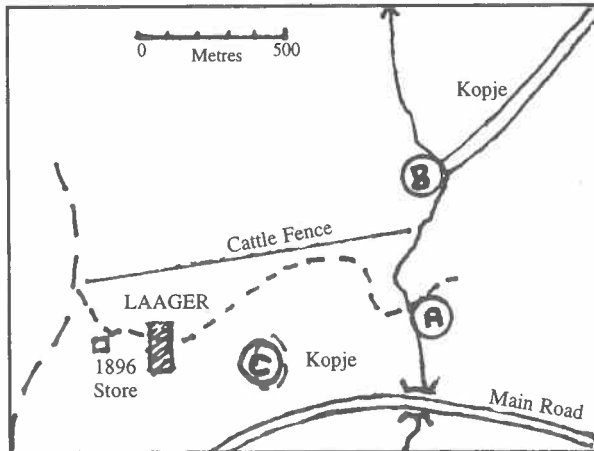 0 500
Metres
Kopje
B
Cattle Fence
LAAGER
A
C
Kopje
1896
Store
Main Road